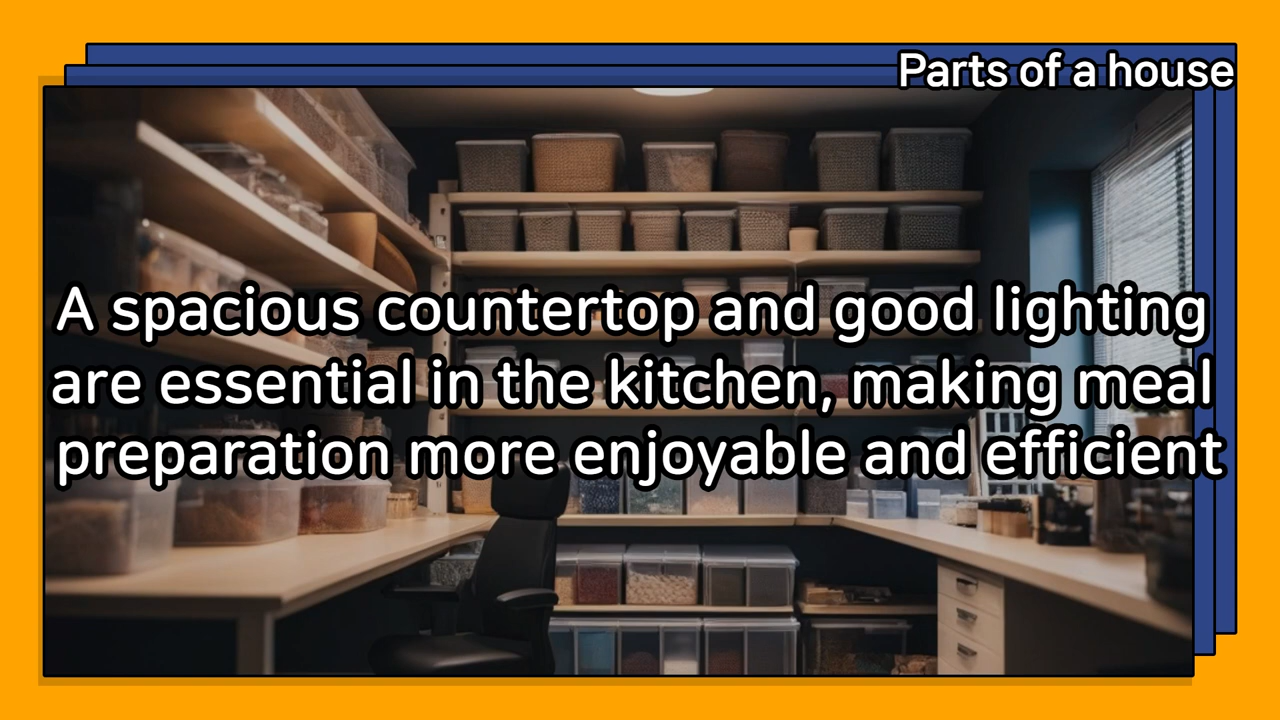 Parts of a house
A spacious countertop and good lighting
are essential in the kitchen, making meal
preparation more enjoyable and efficient